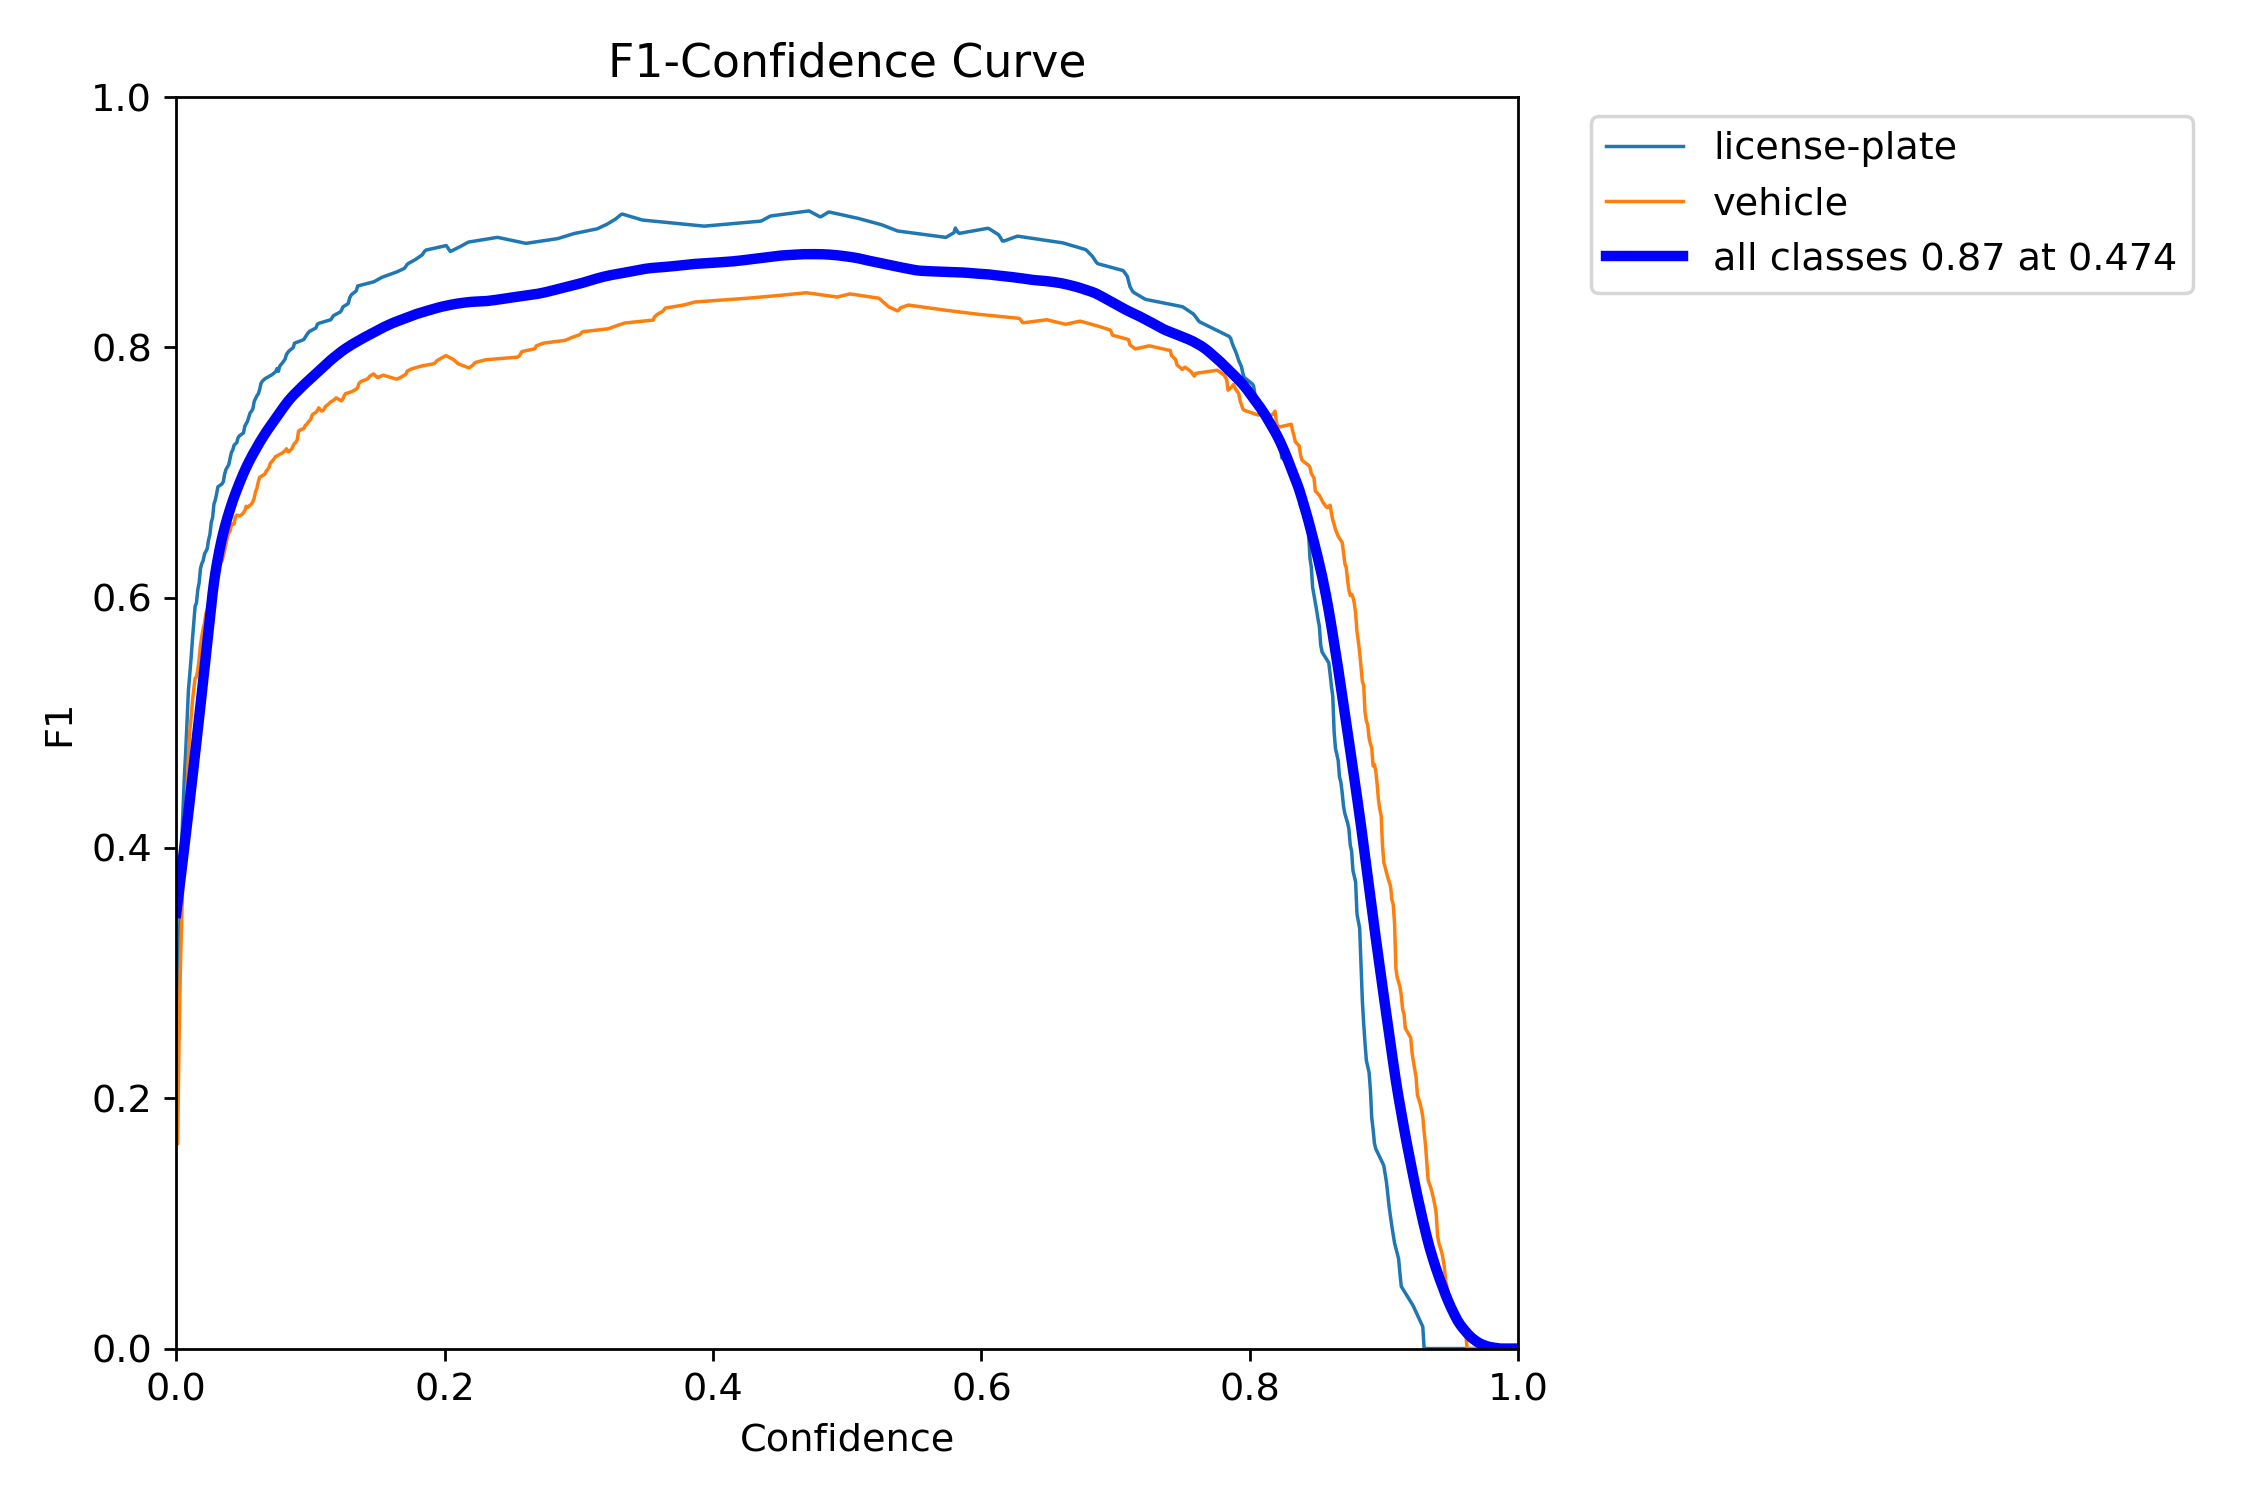 F1-Confidence Curve
1.0
0.8
0.6
0.4
0.2
0.0
F1
0.0 0.2 0.4 0.6 0.8 1.0
Confidence
license-plate
vehicle
all classes 0.87 at 0.474